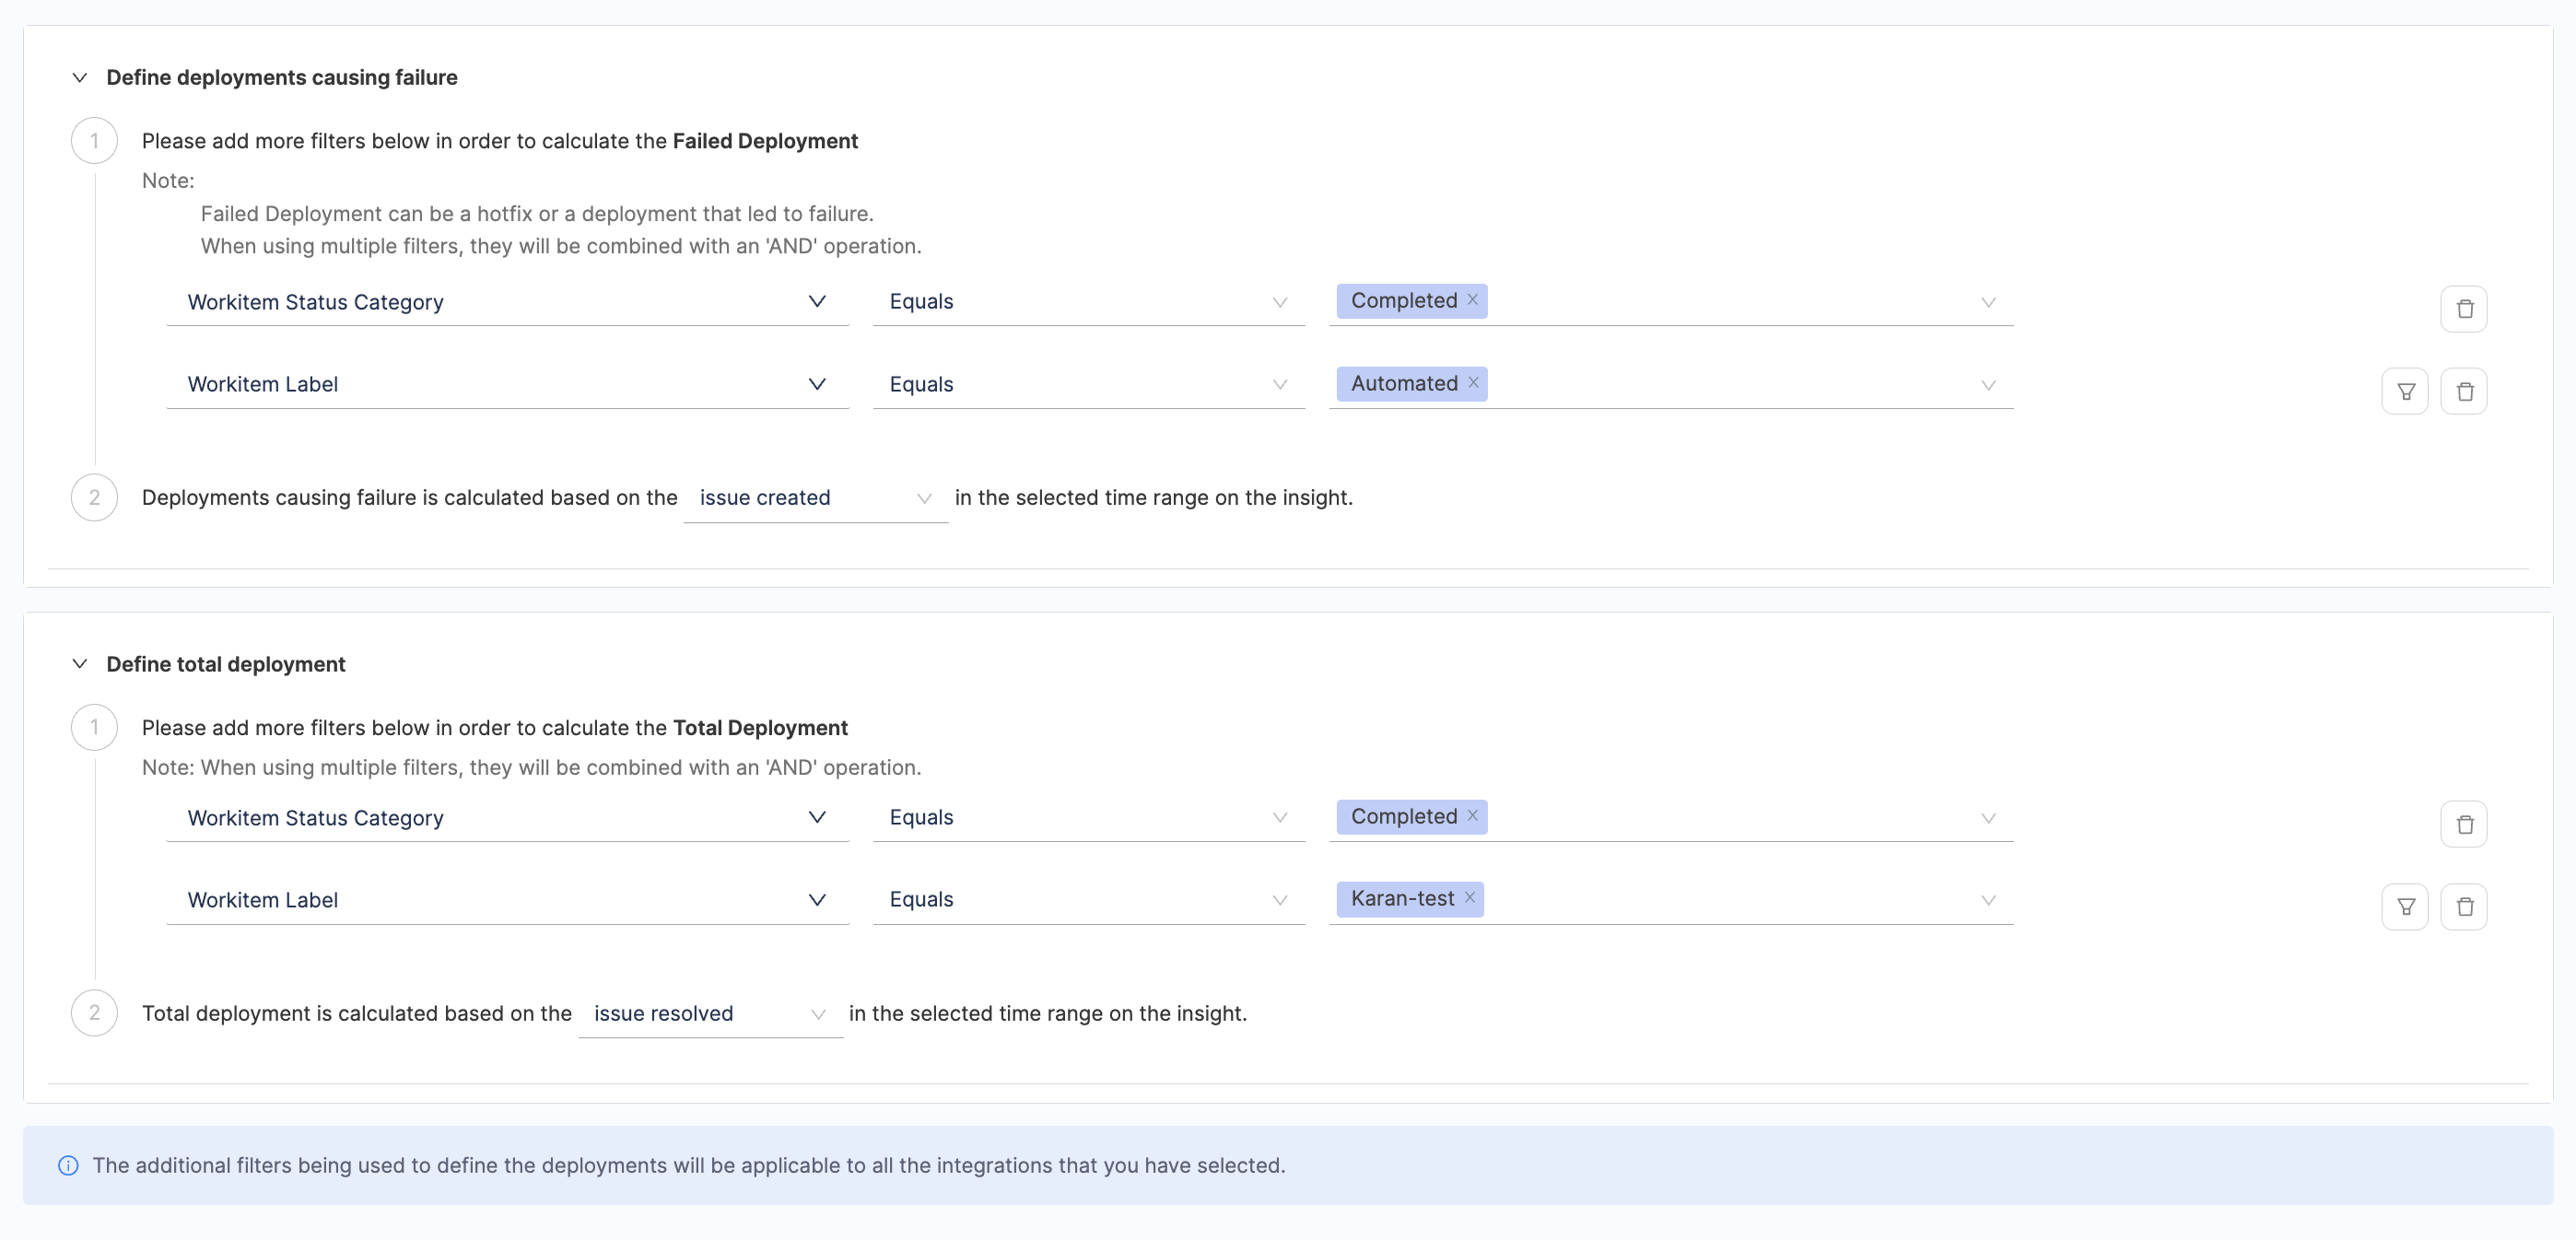 Define deployments causing failure
1 Please add more filters below in order to calculate the Failed Deployment
Note:
Failed Deployment can be a hotfix or a deployment that led to failure.
When using multiple filters, they will be combined with an 'AND' operation.
Workitem Status Category Equals Completed
Workitem Label Equals Automated
2 Deployments causing failure is calculated based on the issue created in the selected time range on the insight.
Define total deployment
1 Please add more filters below in order to calculate the Total Deployment
Note: When using multiple filters, they will be combined with an 'AND' operation.
Workitem Status Category Equals Completed
Workitem Label Equals Karan-test
2 Total deployment is calculated based on the issue resolved in the selected time range on the insight.
The additional filters being used to define the deployments will be applicable to all the integrations that you have selected.